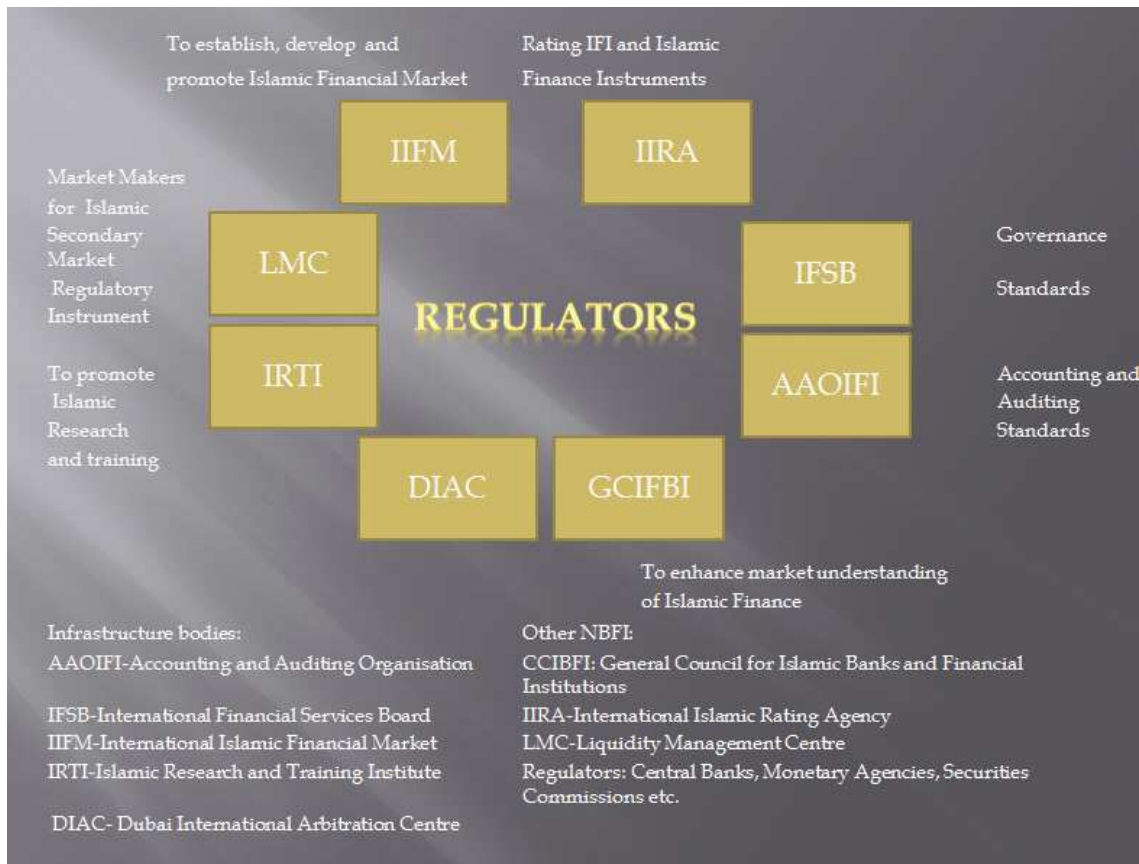 To establish, develop and
promote Islamic Financial Market
Rating IFI and Islamic
Finance Instruments
IIFM
IIRA
Market Makers
for Islamic
Secondary
Market
Regulatory
Instrument
LMC
IFSB
Governance
Standards
REGULATORS
To promote
Islamic
Research
and training
IRTI
AAOIFI
Accounting and
Auditing
Standards
DIAC
GCIFBI
To enhance market understanding
of Islamic Finance
Infrastructure bodies:
AAOIFI-Accounting and Auditing Organisation
IFSB-International Financial Services Board
IIFM-International Islamic Financial Market
IRTI-Islamic Research and Training Institute
DIAC- Dubai International Arbitration Centre
Other NBFI:
CCIBFI: General Council for Islamic Banks and Financial
Institutions
IIRA-International Islamic Rating Agency
LMC-Liquidity Management Centre
Regulators: Central Banks, Monetary Agencies, Securities
Commissions etc.